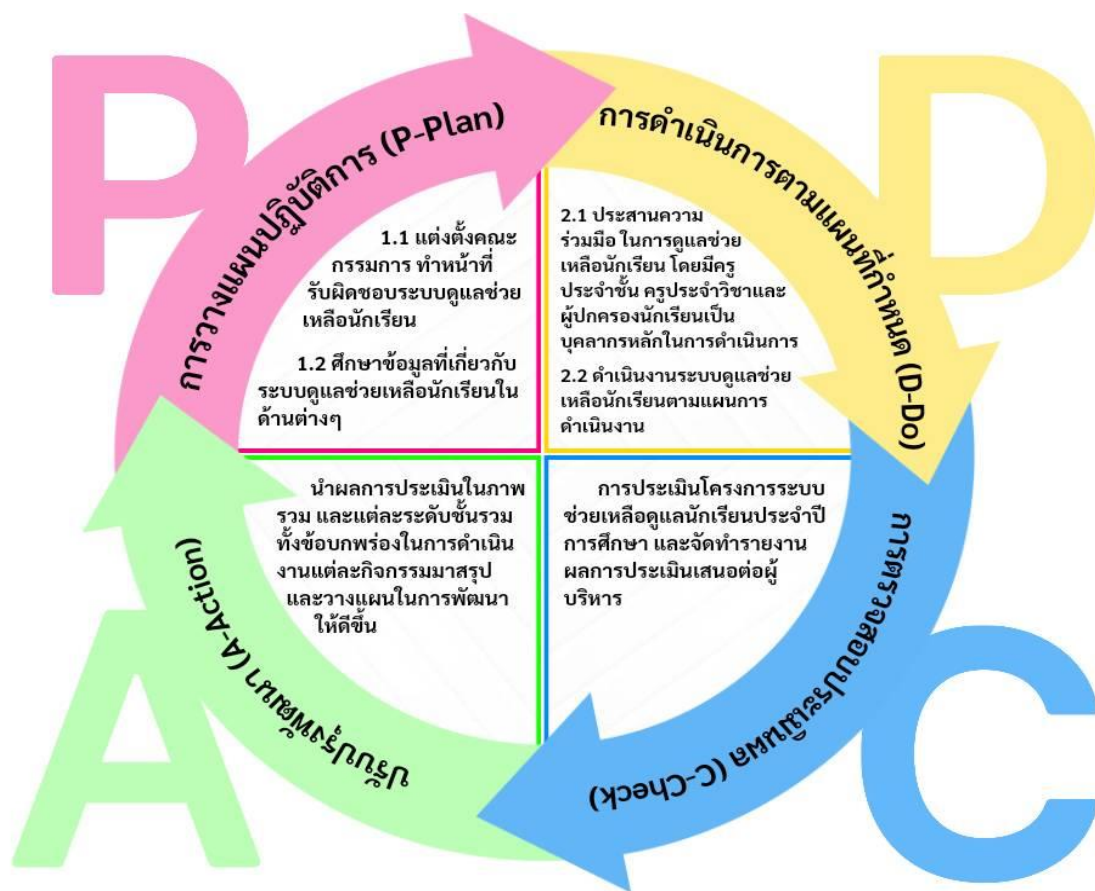 P
การวางแผนปฏิบัติการ (P-Plan)
1.1 แต่งตั้งคณะ
กรรมการ ทำหน้าที่
รับผิดชอบระบบดูแลช่วย
เหลือนักเรียน
1.2 ศึกษาข้อมูลที่เกี่ยวกับ
ระบบดูแลช่วยเหลือนักเรียนใน
ด้านต่างๆ
D
การดำเนินการตามแผนที่กำหนด (D-Do)
2.1 ประสานความ
ร่วมมือ ในการดูแลช่วย
เหลือนักเรียน โดยมีครู
ประจำชั้น ครูประจำวิชาและ
ผู้ปกครองนักเรียนเป็น
บุคลากรหลักในการดำเนินการ
2.2 ดำเนินงานระบบดูแลช่วย
เหลือนักเรียนตามแผนการ
ดำเนินงาน
C
การตรวจสอบประเมินผล (C-Check)
การประเมินโครงการระบบ
ช่วยเหลือดูแลนักเรียนประจำปี
การศึกษา และจัดทำรายงาน
ผลการประเมินเสนอต่อผู้
บริหาร
A
ปรับปรุงพัฒนา (A-Action)
นำผลการประเมินในภาพ
รวม และแต่ละระดับชั้นรวม
ทั้งข้อบกพร่องในการดำเนิน
งานแต่ละกิจกรรมมาสรุป
และวางแผนในการพัฒนา
ให้ดีขึ้น